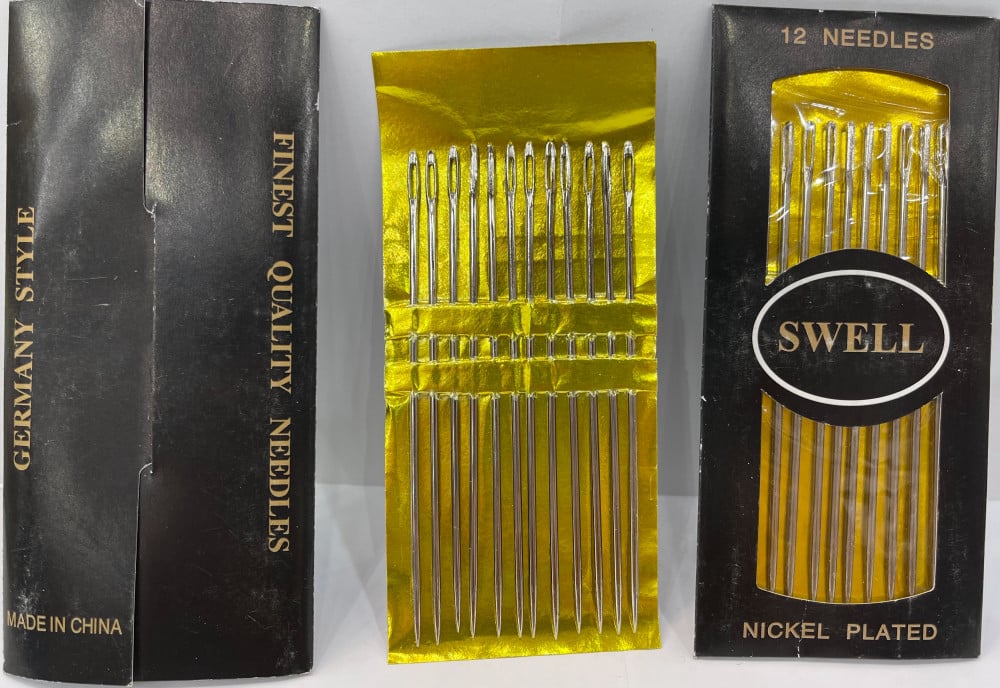 GERMANY STYLE
FINEST QUALITY NEEDLES
MADE IN CHINA
12 NEEDLES
SWELL
NICKEL PLATED